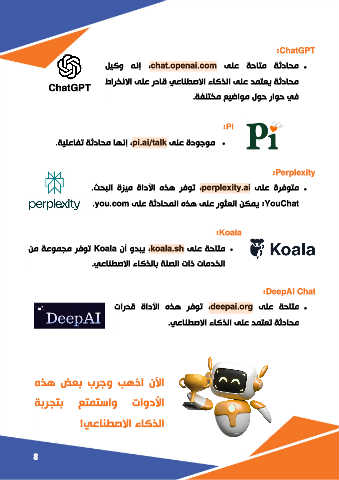 ChatGPT:
• محادثة متاحة على chat.openai.com، إنه وكيل
محادثة يعتمد على الذكاء الاصطناعي قادر على الانخراط
في حوار حول مواضيع مختلفة.
ChatGPT
Pi:
• موجودة على pi.ai/talk، إنها محادثة تفاعلية.
Pi
Perplexity:
• متوفرة على perplexity.ai، توفر هذه الأداة ميزة البحث.
YouChat: يمكن العثور على هذه المحادثة على you.com.
perplexity
Koala:
• متاحة على koala.sh، يبدو أن Koala توفر مجموعة من
الخدمات ذات الصلة بالذكاء الاصطناعي.
Koala
DeepAI Chat:
• متاحة على deepai.org، توفر هذه الأداة قدرات
محادثة تعتمد على الذكاء الاصطناعي.
DeepAI
الآن اذهب وجرب بعض هذه
الأدوات واستمتع بتجربة
الذكاء الاصطناعي!
8